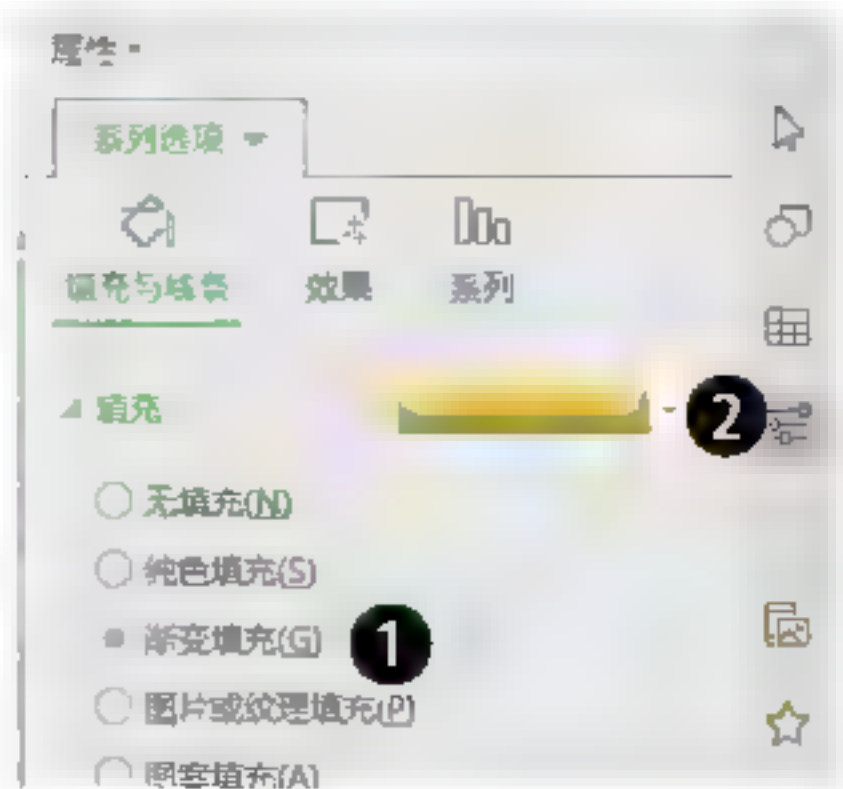 属性
系列选项
填充与线条 效果 系列
填充 2
无填充(N)
纯色填充(S)
渐变填充(G) 1
图片或纹理填充(P)
图案填充(A)